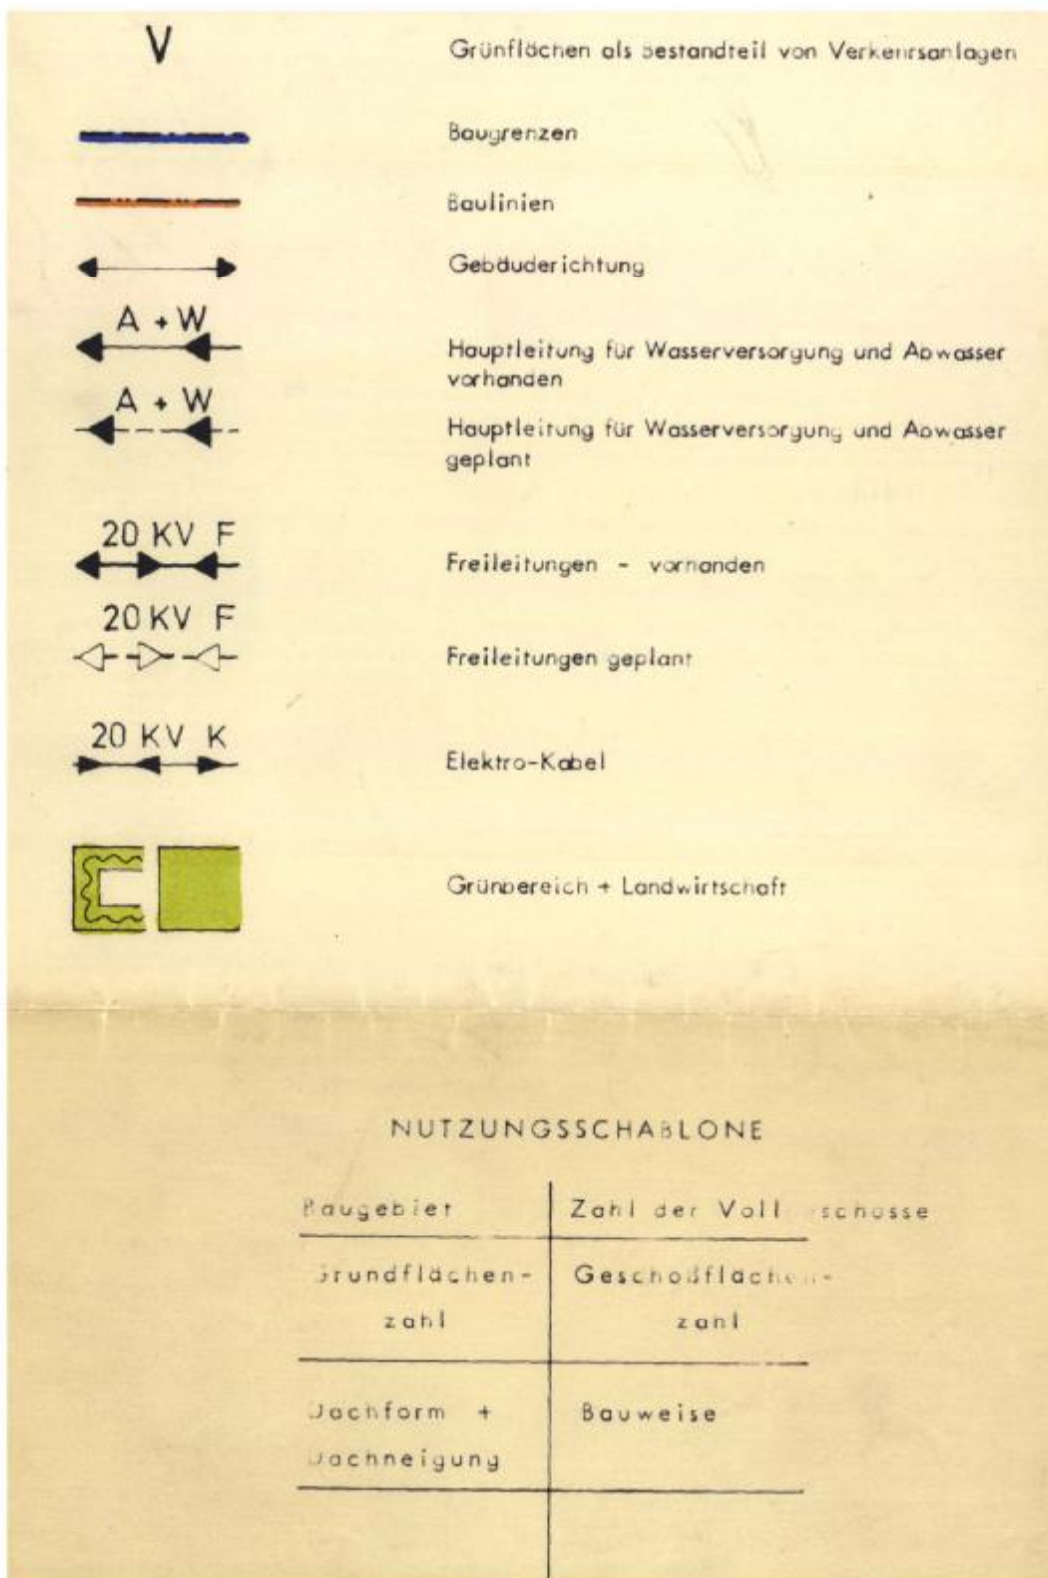 V
Grünflächen als Bestandteil von Verkehrsanlagen
Baugrenzen
Baulinien
Gebäuderichtung
A + W
Hauptleitung für Wasserversorgung und Abwasser
vorhanden
A + W
Hauptleitung für Wasserversorgung und Abwasser
geplant
20 KV F
Freileitungen - vorhanden
20 KV F
Freileitungen geplant
20 KV K
Elektro-Kabel
Grünbereich + Landwirtschaft
NUTZUNGSSCHABLONE
Baugebiet Zahl der Vollgeschosse
Grundflächen- Geschoßflächen-
zahl zahl
Dachform + Bauweise
Dachneigung